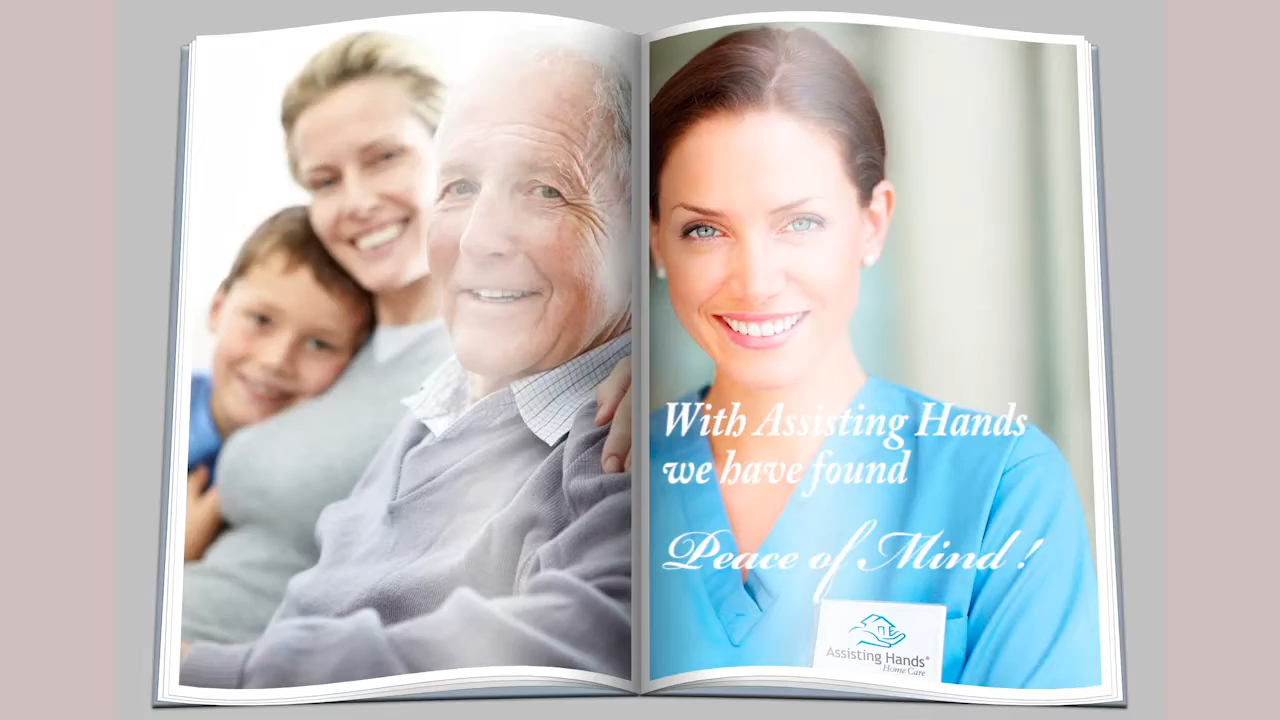 With Assisting Hands
we have found
Peace of Mind !
Assisting Hands®
Home Care